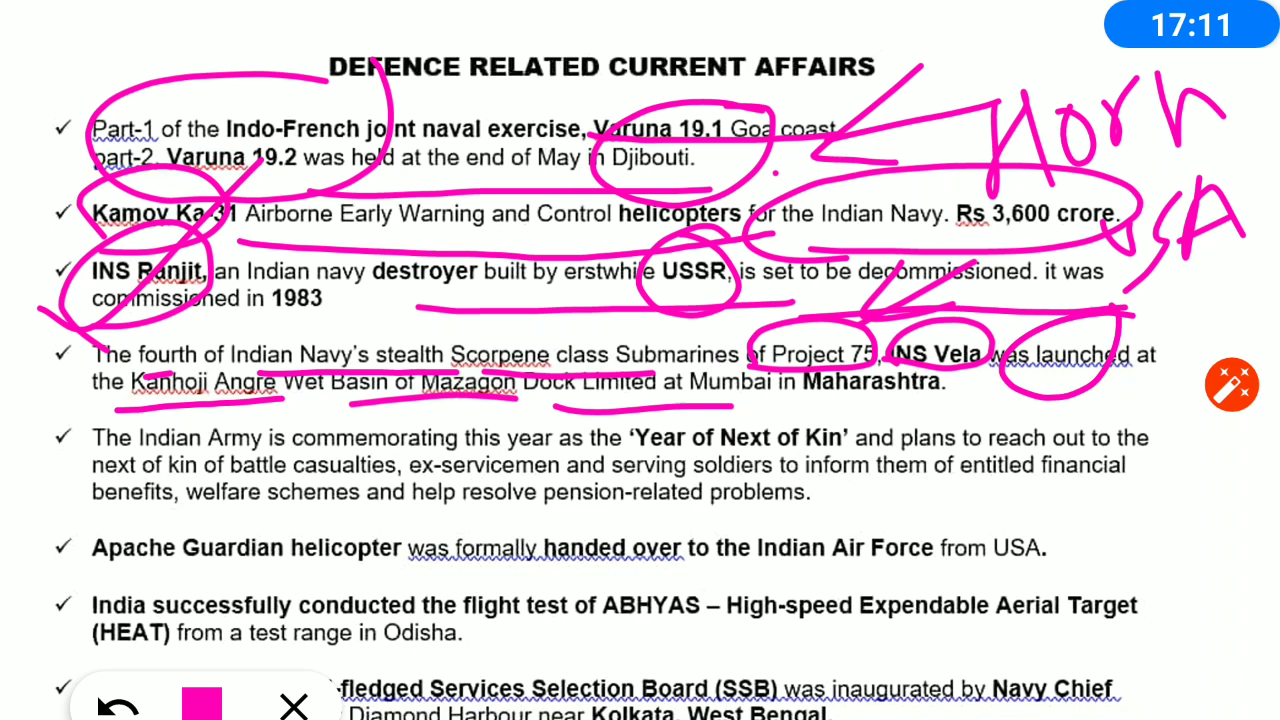 17:11
DEFENCE RELATED CURRENT AFFAIRS
✓ Part-1 of the Indo-French joint naval exercise, Varuna 19.1 Goa coast
part-2, Varuna 19.2 was held at the end of May in Djibouti.
Horn
✓ Kamov Ka-31 Airborne Early Warning and Control helicopters for the Indian Navy. Rs 3,600 crore.
USA
✓ INS Ranjit, an Indian navy destroyer built by erstwhile USSR, is set to be decommissioned. it was
commissioned in 1983
✓ The fourth of Indian Navy's stealth Scorpene class Submarines of Project 75, INS Vela was launched at
the Kanhoji Angre Wet Basin of Mazagon Dock Limited at Mumbai in Maharashtra.
✓ The Indian Army is commemorating this year as the ‘Year of Next of Kin’ and plans to reach out to the
next of kin of battle casualties, ex-servicemen and serving soldiers to inform them of entitled financial
benefits, welfare schemes and help resolve pension-related problems.
✓ Apache Guardian helicopter was formally handed over to the Indian Air Force from USA.
✓ India successfully conducted the flight test of ABHYAS – High-speed Expendable Aerial Target
(HEAT) from a test range in Odisha.
✓ -fledged Services Selection Board (SSB) was inaugurated by Navy Chief
Diamond Harbour near Kolkata, West Bengal.